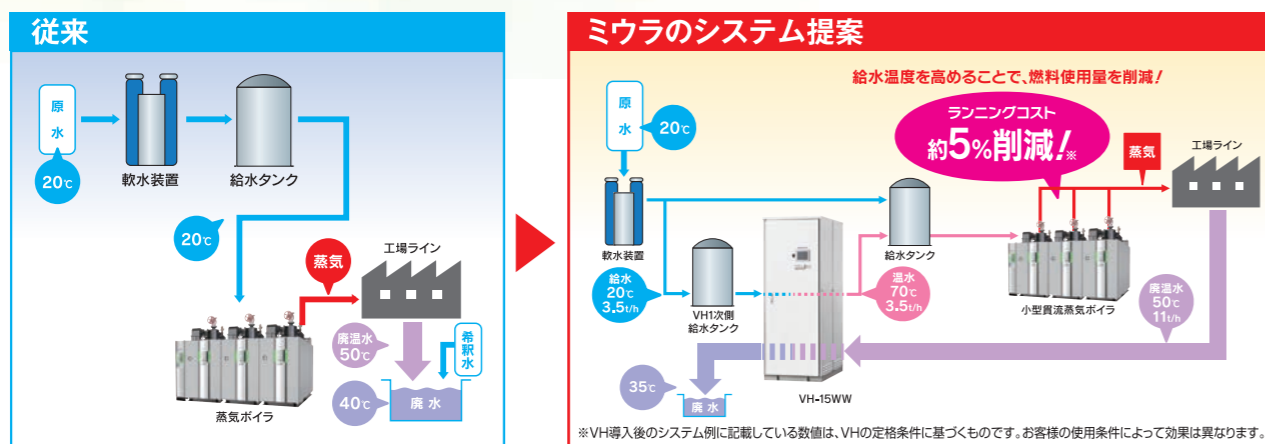 従来
原
水
20℃
軟水装置
給水タンク
20℃
蒸気
工場ライン
廃温水
50℃
希釈水
40℃
廃水
蒸気ボイラ
ミウラのシステム提案
給水温度を高めることで、燃料使用量を削減!
ランニングコスト
約5%削減!※
原
水
20℃
蒸気
工場ライン
軟水装置
給水タンク
給水
20℃
3.5t/h
VH1次側
給水タンク
温水
70℃
3.5t/h
小型貫流蒸気ボイラ
廃温水
50℃
11t/h
35℃
廃水
VH-15WW
※VH導入後のシステム例に記載している数値は、VHの定格条件に基づくものです。お客様の使用条件によって効果は異なります。